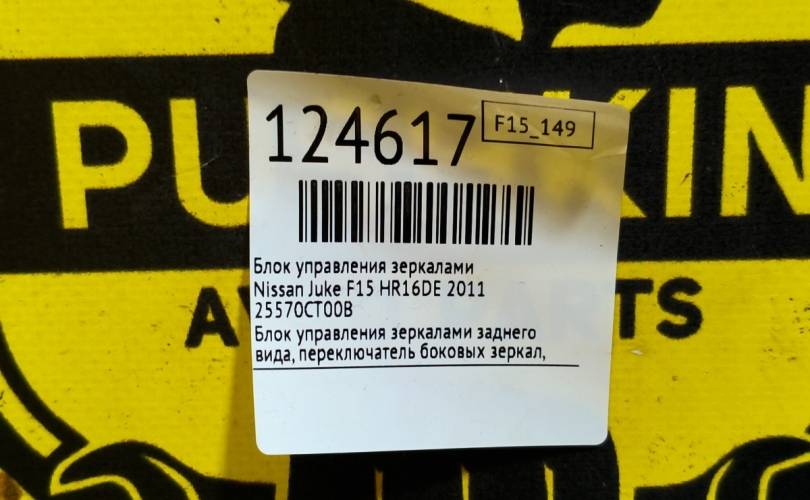 124617
F15_149
Блок управления зеркалами
Nissan Juke F15 HR16DE 2011
25570CT00B
Блок управления зеркалами заднего
вида, переключатель боковых зеркал,